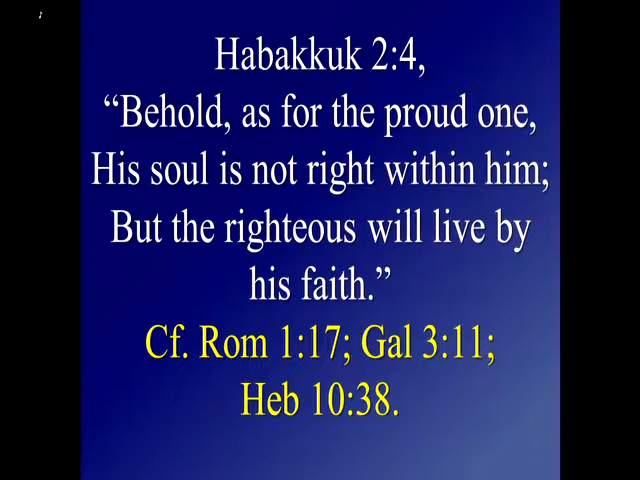 Habakkuk 2:4,
“Behold, as for the proud one,
His soul is not right within him;
But the righteous will live by
his faith.”
Cf. Rom 1:17; Gal 3:11;
Heb 10:38.